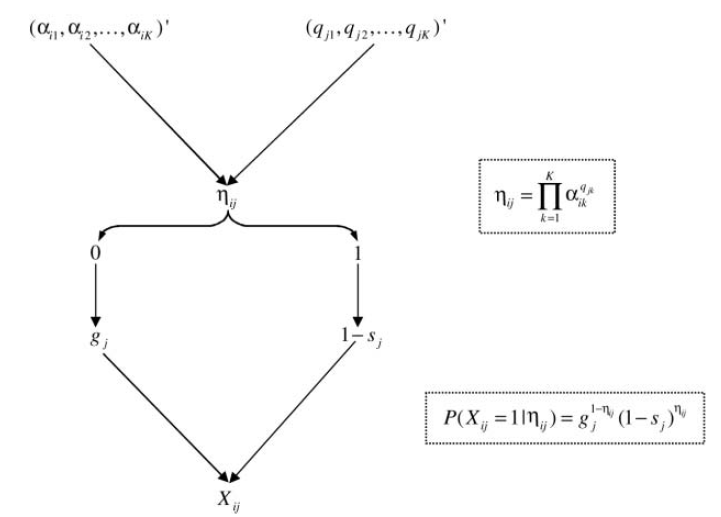 (α_{i1}, α_{i2}, ..., α_{iK})' (q_{j1}, q_{j2}, ..., q_{jK})'
η_{ij}
η_{ij} = ∏_{k=1}^{K} α_{ik}^{q_{jk}}
0 1
g_j 1−s_j
P(X_{ij} = 1|η_{ij}) = g_j^{1−η_{ij}} (1−s_j)^{η_{ij}}
X_{ij}